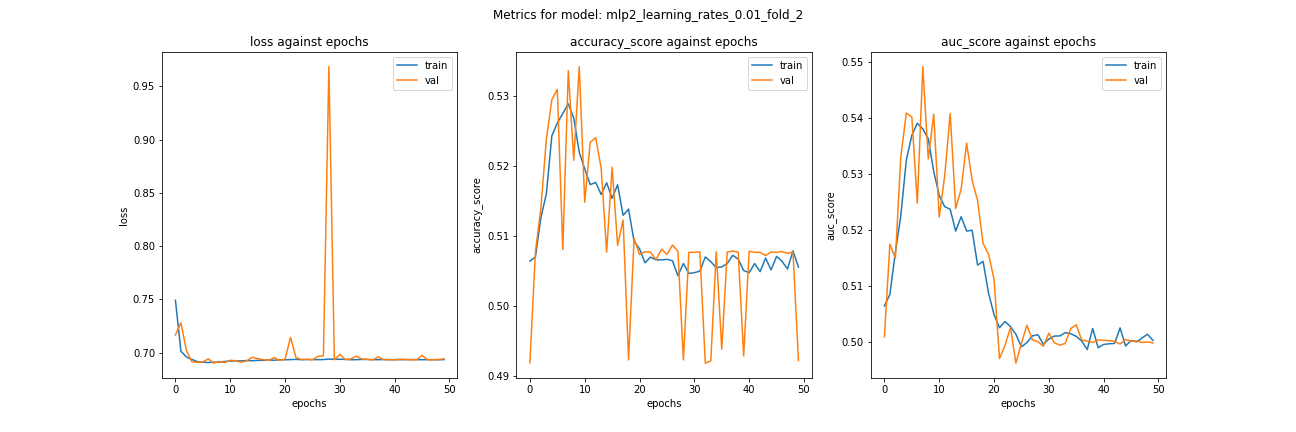 Metrics for model: mlp2_learning_rates_0.01_fold_2
loss against epochs
train
val
0.95
0.90
0.85
0.80
0.75
0.70
loss
0 10 20 30 40 50
epochs
accuracy_score against epochs
train
val
0.53
0.52
0.51
0.50
0.49
accuracy_score
0 10 20 30 40 50
epochs
auc_score against epochs
train
val
0.55
0.54
0.53
0.52
0.51
0.50
auc_score
0 10 20 30 40 50
epochs